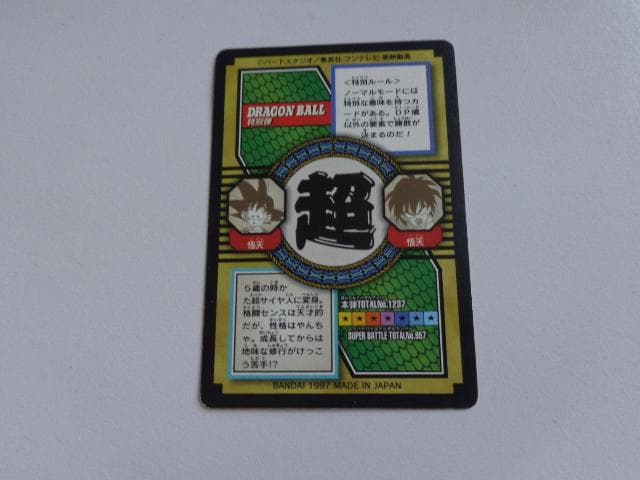 ©バードスタジオ/集英社・フジテレビ・東映動画
DRAGON BALL
特別弾
<特別ルール>
ノーマルモードには
特別な意味を持つカ
ードがある。DP値
以外の要素で勝敗が
決まるのだ!
超
悟天
悟天
5歳の時か
た超サイヤ人に変身。
格闘センスは天才的
だが、性格はやんち
ゃ。成長してからは
地味な修行がけっこ
う苦手!?
本弾TOTALNo.1237
SUPER BATTLE TOTALNo.957
BANDAI 1997 MADE IN JAPAN